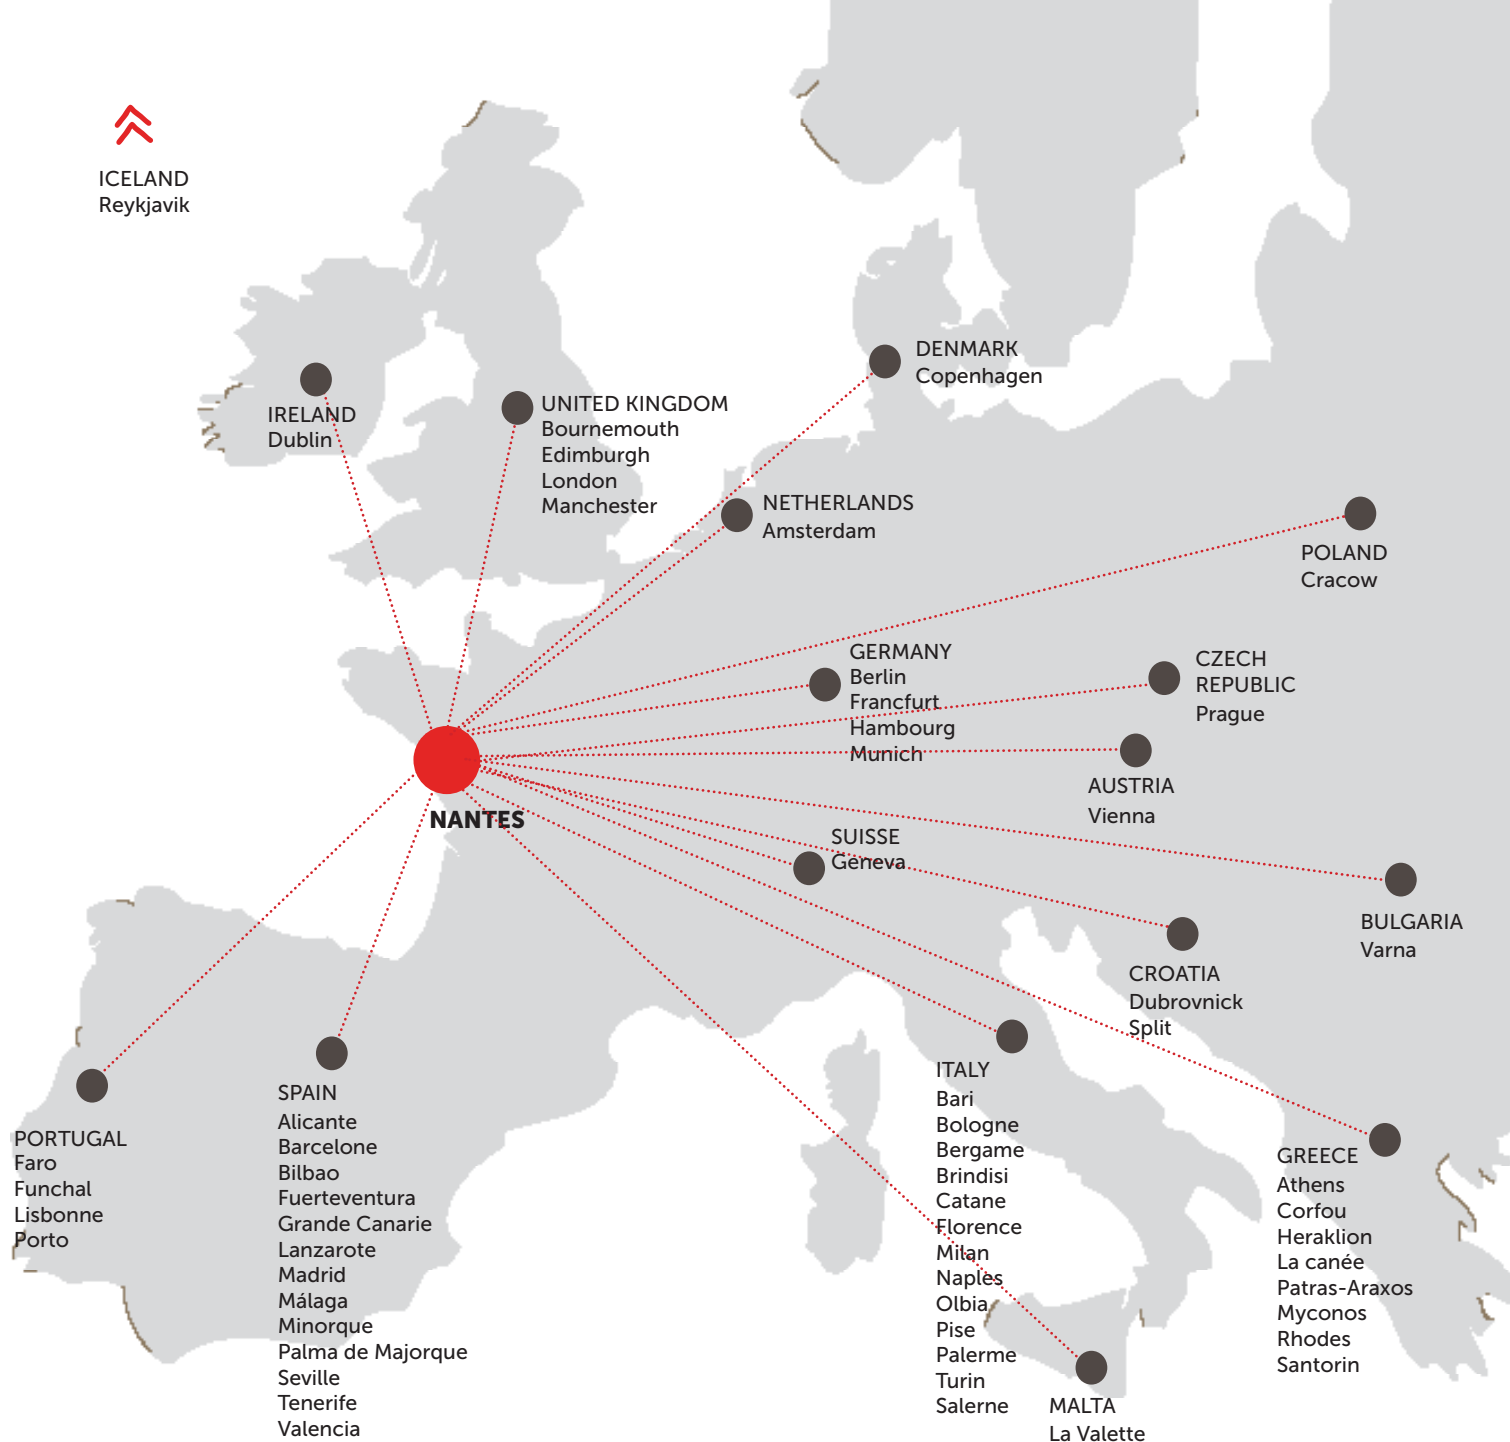 ICELAND
Reykjavik
IRELAND
Dublin
UNITED KINGDOM
Bournemouth
Edimburgh
London
Manchester
DENMARK
Copenhagen
NETHERLANDS
Amsterdam
POLAND
Cracow
GERMANY
Berlin
Francfurt
Hambourg
Munich
CZECH
REPUBLIC
Prague
AUSTRIA
Vienna
NANTES
SUISSE
Geneva
BULGARIA
Varna
CROATIA
Dubrovnick
Split
PORTUGAL
Faro
Funchal
Lisbonne
Porto
SPAIN
Alicante
Barcelone
Bilbao
Fuerteventura
Grande Canarie
Lanzarote
Madrid
Málaga
Minorque
Palma de Majorque
Seville
Tenerife
Valencia
ITALY
Bari
Bologne
Bergame
Brindisi
Catane
Florence
Milan
Naples
Olbia
Pise
Palerme
Turin
Salerne
MALTA
La Valette
GREECE
Athens
Corfou
Heraklion
La canée
Patras-Araxos
Myconos
Rhodes
Santorin